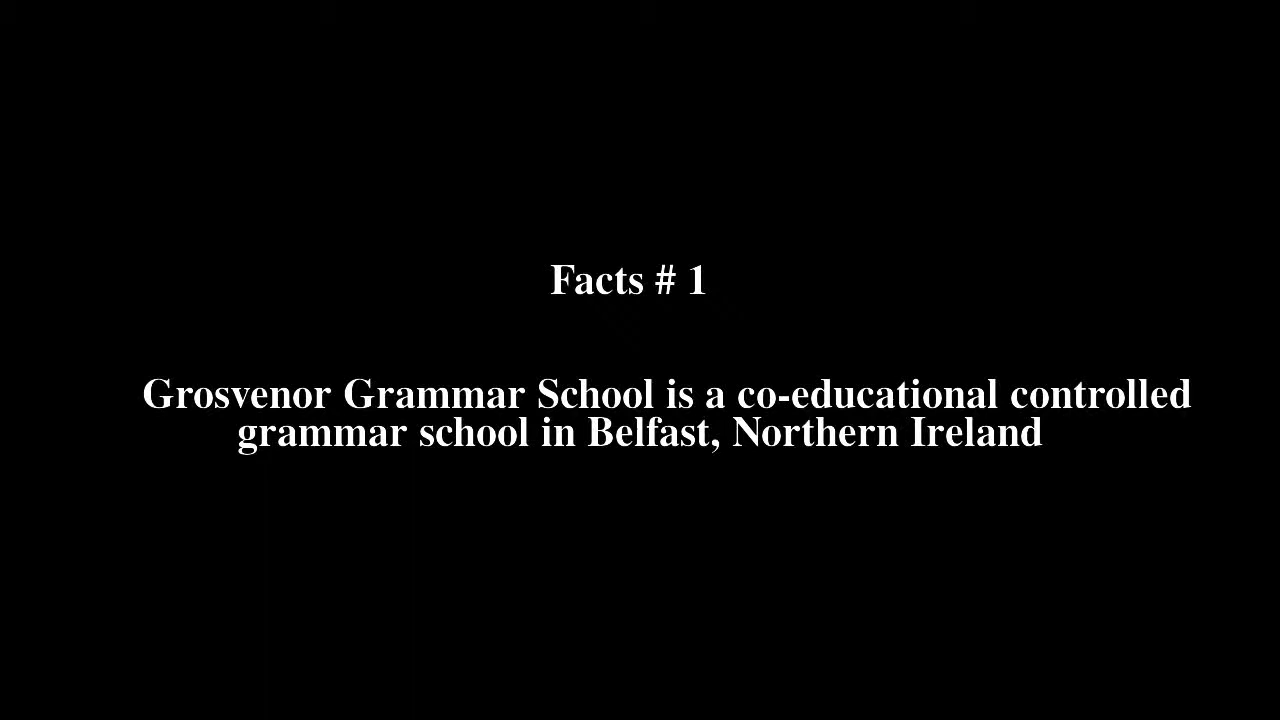 Facts # 1
Grosvenor Grammar School is a co-educational controlled
grammar school in Belfast, Northern Ireland